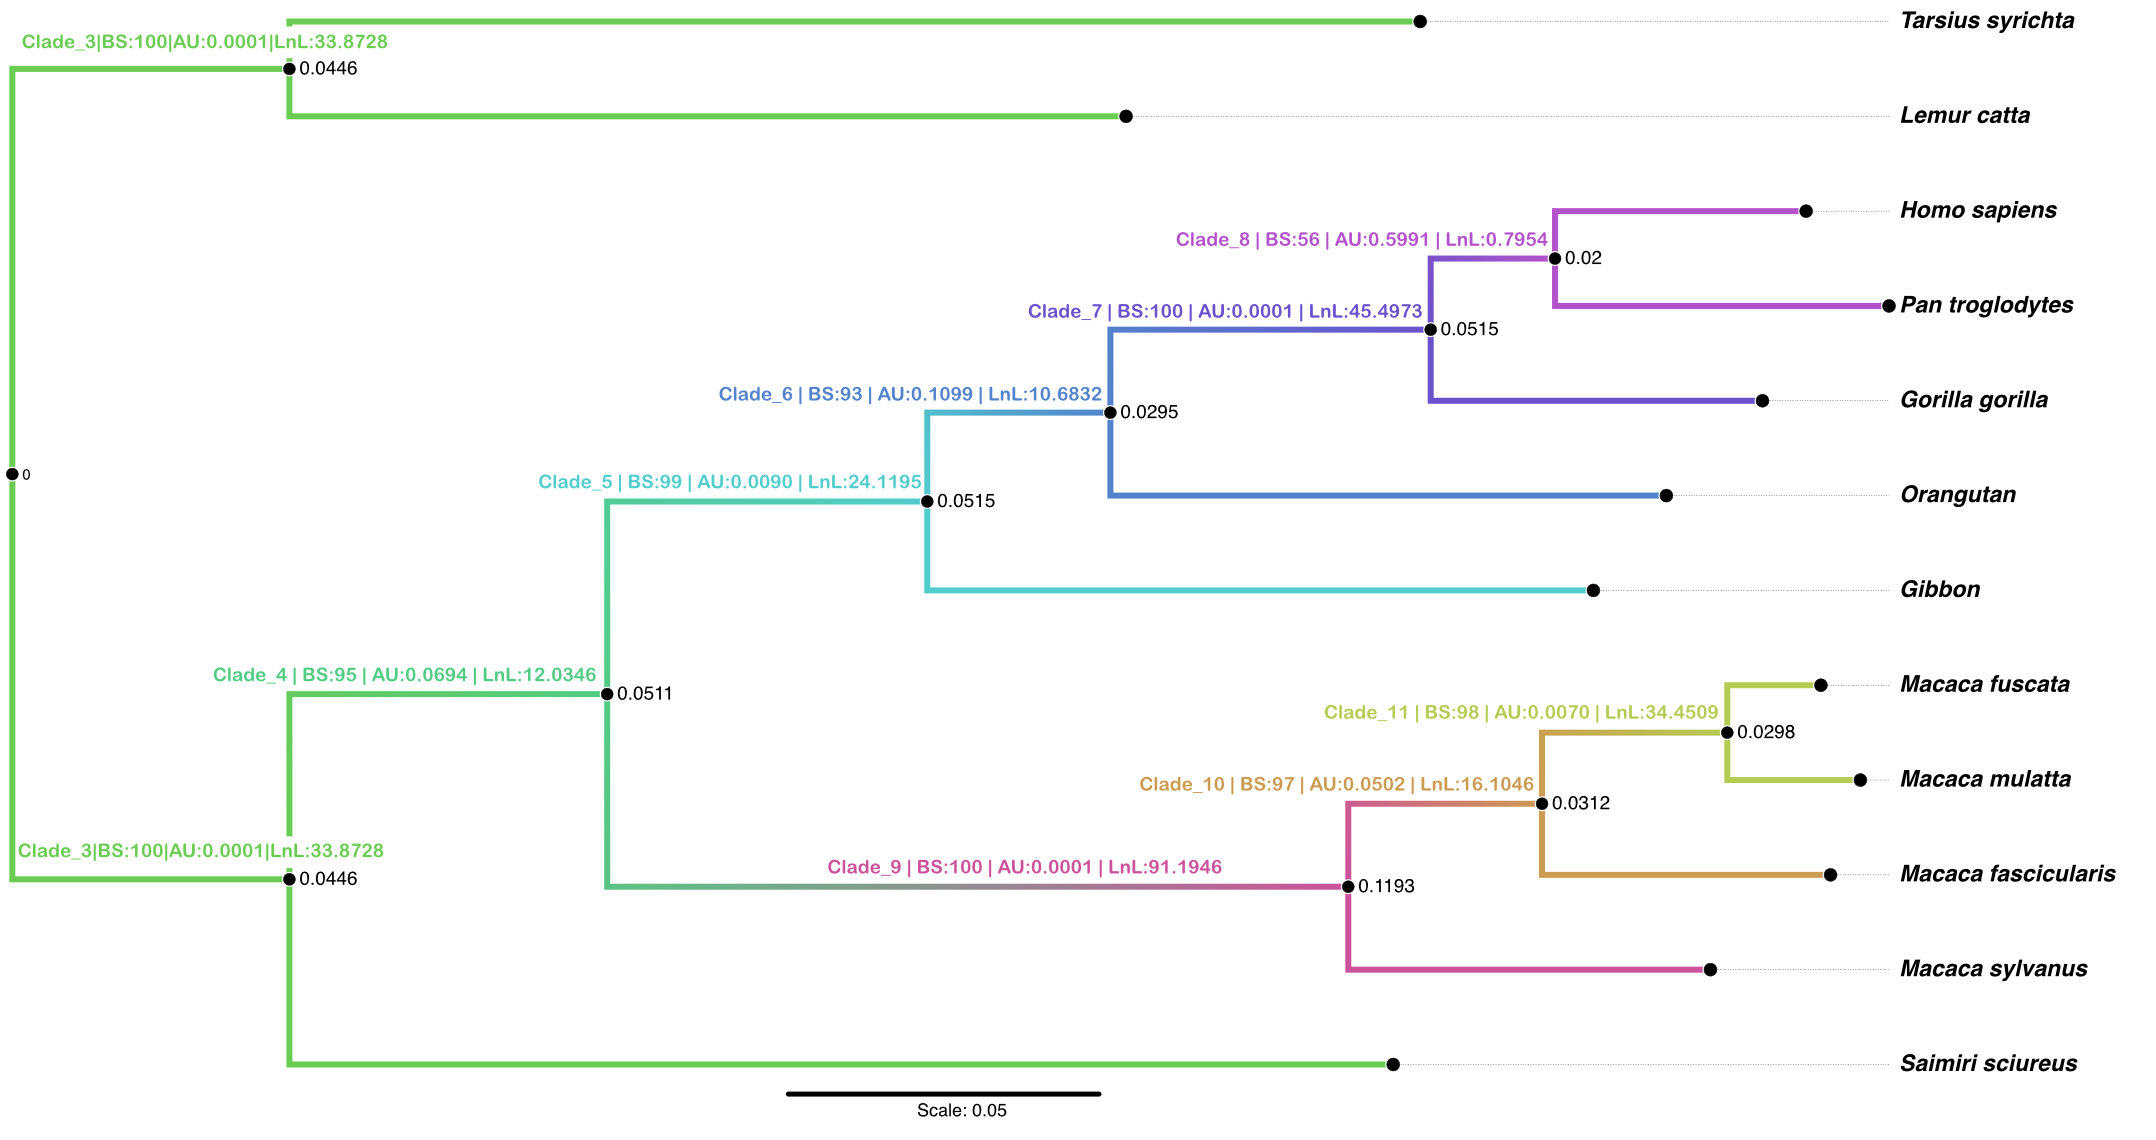 Tarsius syrichta
Clade_3|BS:100|AU:0.0001|LnL:33.8728
0.0446
Lemur catta
Homo sapiens
Clade_8 | BS:56 | AU:0.5991 | LnL:0.7954
0.02
Pan troglodytes
Clade_7 | BS:100 | AU:0.0001 | LnL:45.4973
0.0515
Clade_6 | BS:93 | AU:0.1099 | LnL:10.6832
Gorilla gorilla
0.0295
0
Clade_5 | BS:99 | AU:0.0090 | LnL:24.1195
Orangutan
0.0515
Gibbon
Clade_4 | BS:95 | AU:0.0694 | LnL:12.0346
Macaca fuscata
0.0511
Clade_11 | BS:98 | AU:0.0070 | LnL:34.4509
0.0298
Clade_10 | BS:97 | AU:0.0502 | LnL:16.1046
Macaca mulatta
0.0312
Clade_3|BS:100|AU:0.0001|LnL:33.8728
Clade_9 | BS:100 | AU:0.0001 | LnL:91.1946
Macaca fascicularis
0.0446
0.1193
Macaca sylvanus
Saimiri sciureus
Scale: 0.05